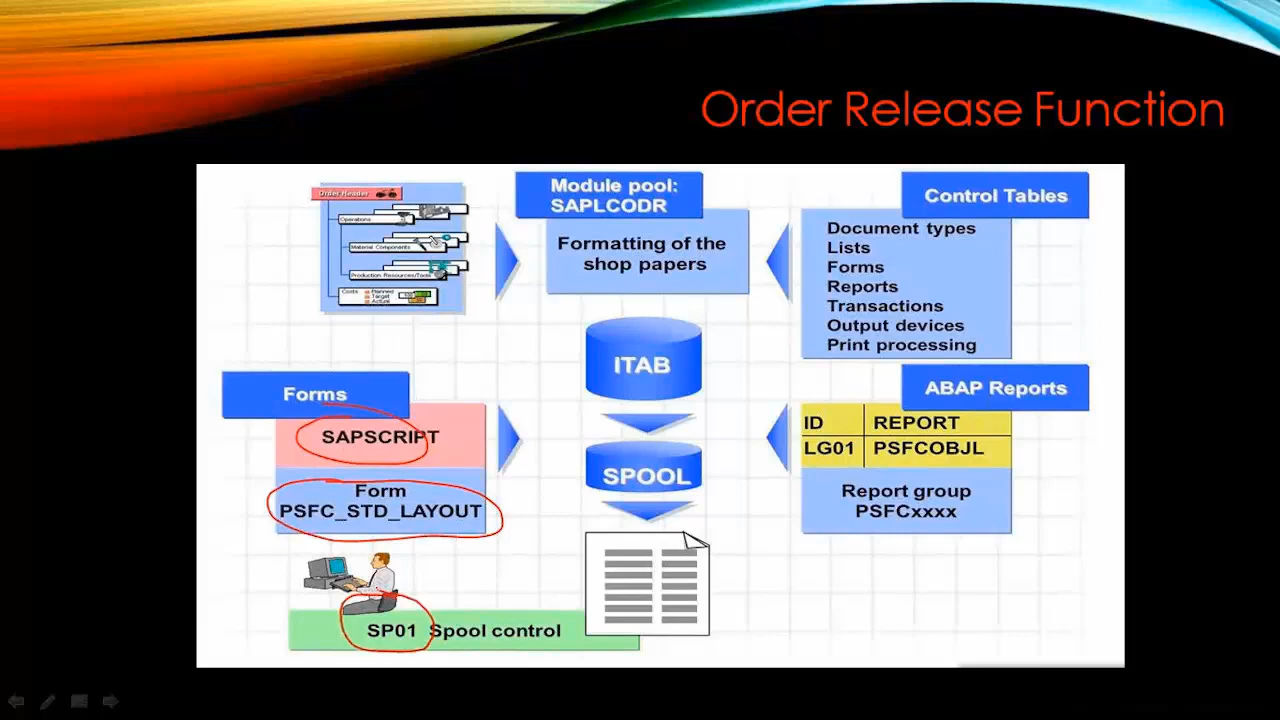 Order Release Function
Order Header
Operations
Material Components
Production Resources/Tools
Costs
Planned
Target
Actual
Module pool:
SAPLCODR
Formatting of the
shop papers
Control Tables
Document types
Lists
Forms
Reports
Transactions
Output devices
Print processing
ITAB
Forms
SAPSCRIPT
Form
PSFC_STD_LAYOUT
SPOOL
ABAP Reports
ID REPORT
LG01 PSFCOBJL
Report group
PSFCxxxx
SP01 Spool control